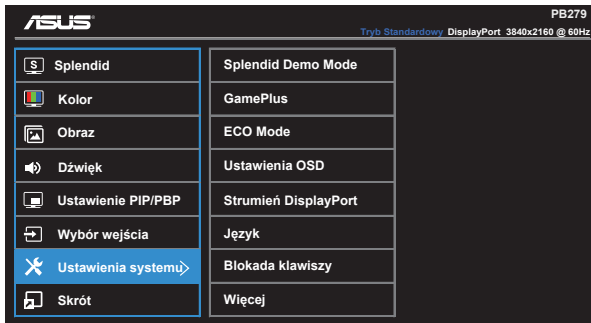 ASUS
PB279
Tryb Standardowy DisplayPort 3840x2160 @ 60Hz
S Splendid
Kolor
Obraz
Dźwięk
Ustawienie PIP/PBP
Wybór wejścia
Ustawienia systemu
Skrót
Splendid Demo Mode
GamePlus
ECO Mode
Ustawienia OSD
Strumień DisplayPort
Język
Blokada klawiszy
Więcej